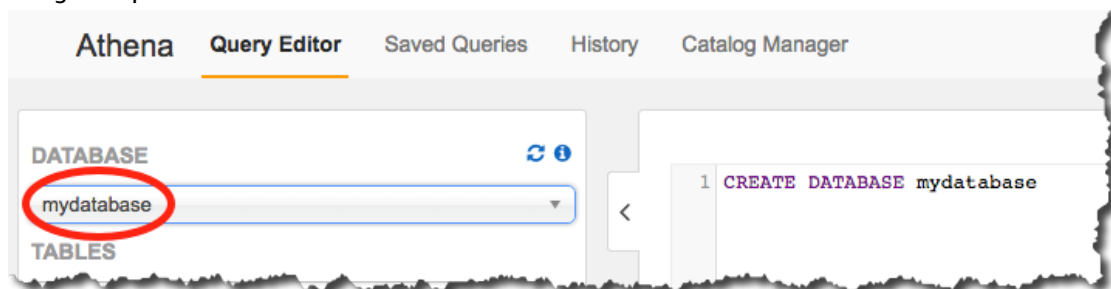 Athena Query Editor Saved Queries History Catalog Manager
DATABASE
mydatabase
TABLES
1 CREATE DATABASE mydatabase